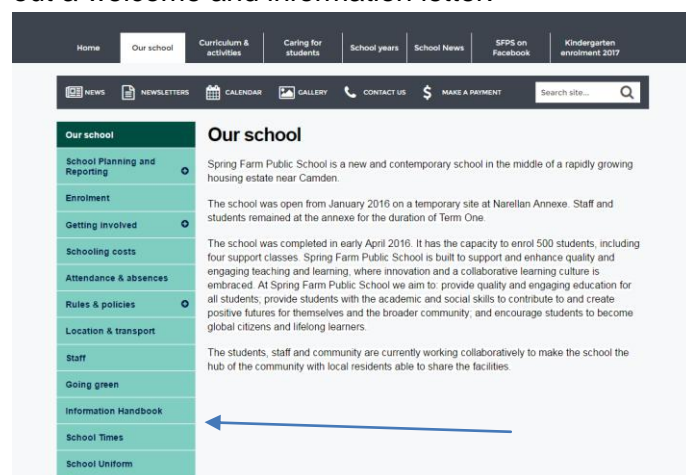 out a welcome and information letter.
Home
Our school
Curriculum &
activities
Caring for
students
School years
School News
SFPS on
Facebook
Kindergarten
enrolment 2017
NEWS
NEWSLETTERS
CALENDAR
GALLERY
CONTACT US
$ MAKE A PAYMENT
Search site...
Our school
School Planning and
Reporting
Enrolment
Getting involved
Schooling costs
Attendance & absences
Rules & policies
Location & transport
Staff
Going green
Information Handbook
School Times
School Uniform
Our school
Spring Farm Public School is a new and contemporary school in the middle of a rapidly growing
housing estate near Camden.
The school was open from January 2016 on a temporary site at Narellan Annexe. Staff and
students remained at the annexe for the duration of Term One.
The school was completed in early April 2016. It has the capacity to enrol 500 students, including
four support classes. Spring Farm Public School is built to support and enhance quality and
engaging teaching and learning, where innovation and a collaborative learning culture is
embraced. At Spring Farm Public School we aim to: provide quality and engaging education for
all students; provide students with the academic and social skills to contribute to and create
positive futures for themselves and the broader community; and encourage students to become
global citizens and lifelong learners.
The students, staff and community are currently working collaboratively to make the school the
hub of the community with local residents able to share the facilities.